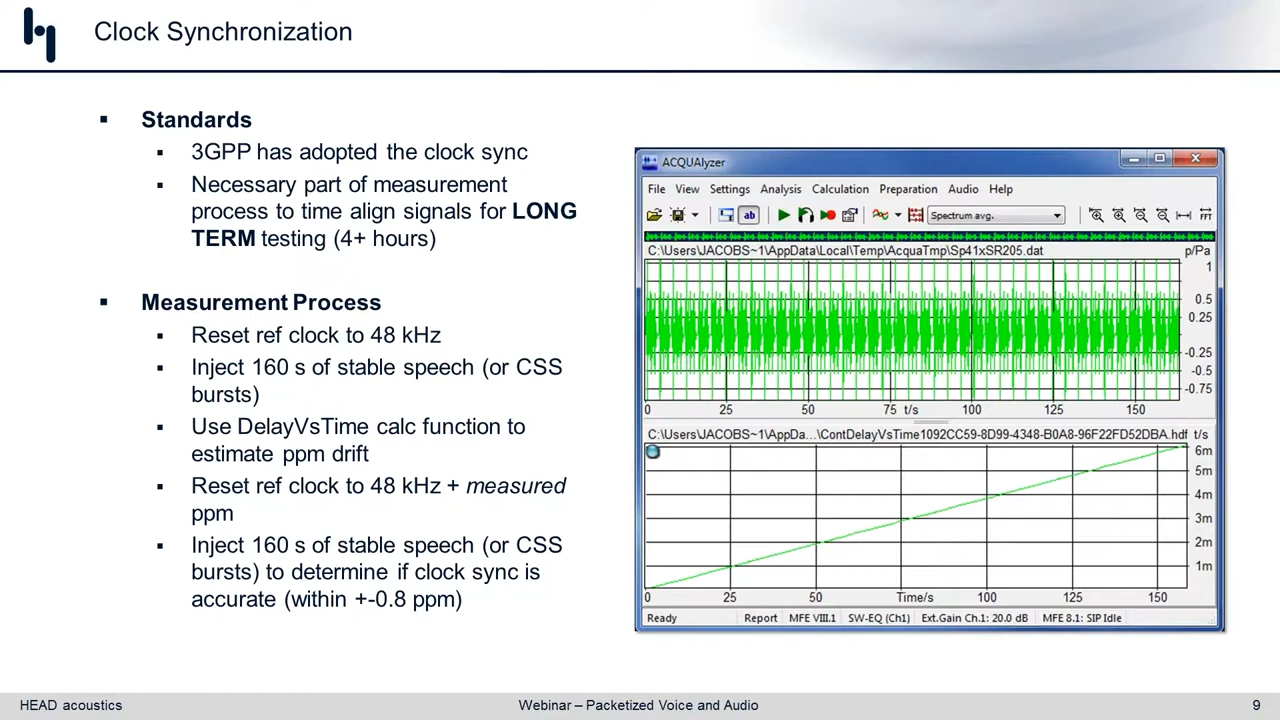 Clock Synchronization
Standards
3GPP has adopted the clock sync
Necessary part of measurement
process to time align signals for LONG
TERM testing (4+ hours)
Measurement Process
Reset ref clock to 48 kHz
Inject 160 s of stable speech (or CSS
bursts)
Use DelayVsTime calc function to
estimate ppm drift
Reset ref clock to 48 kHz + measured
ppm
Inject 160 s of stable speech (or CSS
bursts) to determine if clock sync is
accurate (within +-0.8 ppm)
ACQUAlyzer
File View Settings Analysis Calculation Preparation Audio Help
ab Spectrum avg. FFT
C:\Users\JACOBS~1\AppData\Local\Temp\AcquaTmp\Sp41xSR205.dat p/Pa
1
0.5
0.25
-0.25
-0.5
-0.75
0 25 50 75 t/s 100 125 150
C:\Users\JACOBS~1\AppDa...\ContDelayVsTime1092CC59-8D99-4348-B0A8-96F22FD52DBA.hdf t/s
6m
5m
4m
3m
2m
1m
0 25 50 Time/s 100 125 150
Ready Report MFE VIII.1 SW-EQ (Ch1) Ext.Gain Ch.1: 20.0 dB MFE 8.1: SIP Idle
HEAD acoustics Webinar – Packetized Voice and Audio 9